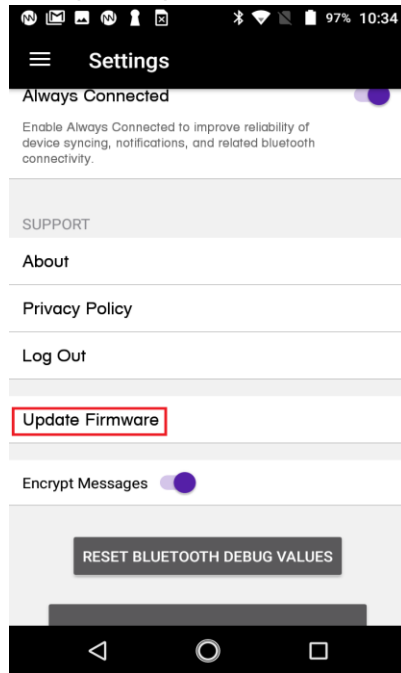 97% 10:34
Settings
Always Connected
Enable Always Connected to improve reliability of
device syncing, notifications, and related bluetooth
connectivity.
SUPPORT
About
Privacy Policy
Log Out
Update Firmware
Encrypt Messages
RESET BLUETOOTH DEBUG VALUES